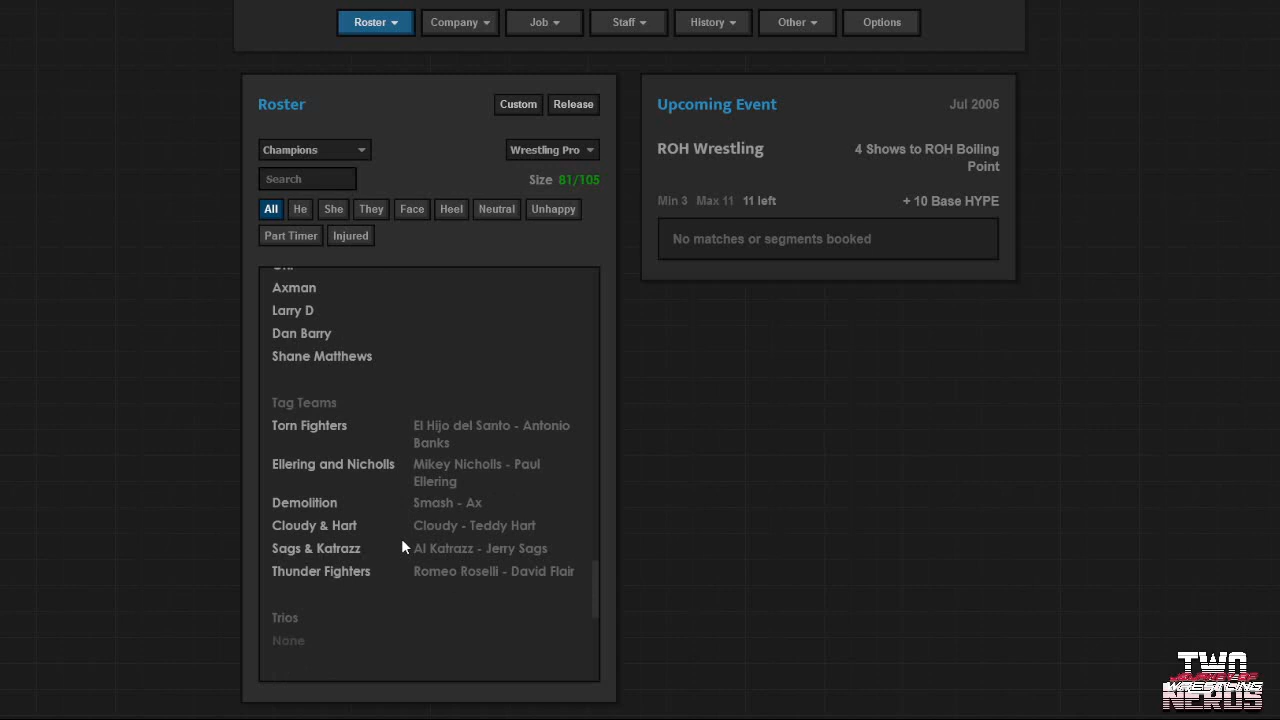 Roster
Company
Job
Staff
History
Other
Options
Roster
Custom
Release
Champions
Wrestling Pro
Search
Size 81/105
All
He
She
They
Face
Heel
Neutral
Unhappy
Part Timer
Injured
Axman
Larry D
Dan Barry
Shane Matthews
Tag Teams
Torn Fighters
El Hijo del Santo - Antonio
Banks
Ellering and Nicholls
Mikey Nicholls - Paul
Ellering
Demolition
Smash - Ax
Cloudy & Hart
Cloudy - Teddy Hart
Sags & Katrazz
Al Katrazz - Jerry Sags
Thunder Fighters
Romeo Roselli - David Flair
Trios
None
Upcoming Event
Jul 2005
ROH Wrestling
4 Shows to ROH Boiling
Point
Min 3 Max 11 11 left
+ 10 Base HYPE
No matches or segments booked
TWO
WRESTLING
NERDS